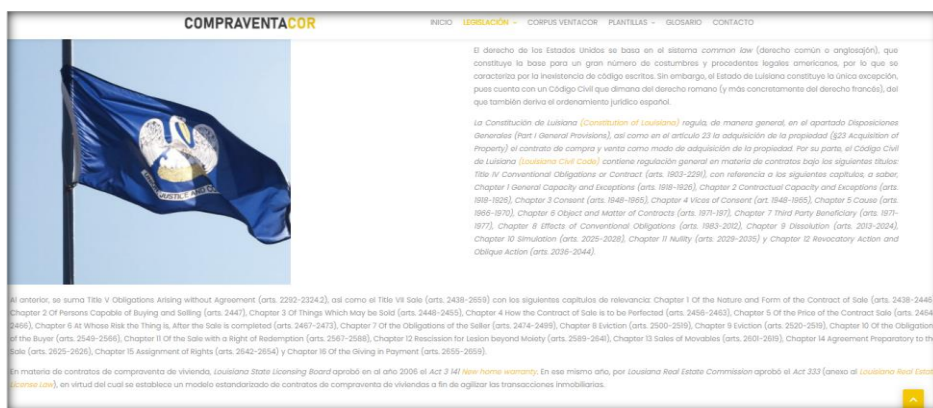 COMPRAVENTACOR
INICIO LEGISLACIÓN CORPUS VENTACOR PLANTILLAS GLOSARIO CONTACTO
El derecho de los Estados Unidos se basa en el sistema common law (derecho común o anglosajón), que
constituye la base para un gran número de costumbres y procedentes legales americanos, por lo que se
caracteriza por la inexistencia de código escritos. Sin embargo, el Estado de Luisiana constituye la única excepción,
pues cuenta con un Código Civil que dimana del derecho romano (y más concretamente del derecho francés), del
que también deriva el ordenamiento jurídico español.
La Constitución de Luisiana (Constitution of Louisiana) regula, de manera general, en el apartado Disposiciones
Generales (Part I General Provisions), así como en el artículo 23 la adquisición de la propiedad (§23 Acquisition of
Property) el contrato de compra y venta como modo de adquisición de la propiedad. Por su parte, el Código Civil
de Luisiana (Louisiana Civil Code) contiene regulación general en materia de contratos bajo los siguientes títulos:
Title IV Conventional Obligations or Contract (arts. 1903-2291), con referencia a los siguientes capítulos, a saber,
Chapter 1 General Capacity and Exceptions (arts. 1918-1926), Chapter 2 Contractual Capacity and Exceptions (arts.
1918-1925), Chapter 3 Consent (art. 1948-1965), Chapter 4 Vices of Consent (art. 1948-1965), Chapter 5 Cause (arts.
1966-1970), Chapter 6 Object and Matter of Contracts (arts. 1971-197), Chapter 7 Third Party Beneficiary (arts. 1971-
1977), Chapter 8 Effects of Conventional Obligations (arts. 1983-2012), Chapter 9 Dissolution (arts. 2013-2024),
Chapter 10 Simulation (arts. 2025-2028), Chapter 11 Nullity (arts. 2029-2035) y Chapter 12 Revocatory Action and
Oblique Action (arts. 2036-2044).
JUSTICE AND
Al anterior, se suma Title V Obligations Arising without Agreement (arts. 2292-2324.2), así como el Title VII Sale (arts. 2438-2659) con los siguientes capítulos de relevancia: Chapter 1 Of the Nature and Form of the Contract of Sale (arts. 2438-2446
Chapter 2 Of Persons Capable of Buying and Selling (arts. 2447), Chapter 3 Of Things Which May be Sold (arts. 2448-2455), Chapter 4 How the Contract of Sale is to be Perfected (arts. 2456-2463), Chapter 5 Of the Price of the Contract Sale (arts. 2464
2466), Chapter 6 At Whose Risk the Thing is, After the Sale is completed (arts. 2467-2473), Chapter 7 Of the Obligations of the Seller (arts. 2474-2499), Chapter 8 Eviction (arts. 2500-2519), Chapter 9 Eviction (arts. 2520-2519), Chapter 10 Of the Obligation
of the Buyer (arts. 2549-2566), Chapter 11 Of the Sale with a Right of Redemption (arts. 2567-2588), Chapter 12 Rescission for Lesion beyond Moiety (arts. 2589-2641), Chapter 13 Sales of Movables (arts. 2601-2619), Chapter 14 Agreement Preparatory to th
Sale (arts. 2625-2626), Chapter 15 Assignment of Rights (arts. 2642-2654) y Chapter 16 Of the Giving in Payment (arts. 2655-2659).
En materia de contratos de compraventa de vivienda, Lousiana State Licensing Board aprobó en el año 2006 el Act 3 141 New home warranty. En ese mismo año, por Lousiana Real Estate Commission aprobó el Act 333 (anexo al Lousiana Real Estat
License Law), en virtud del cual se establece un modelo estandarizado de contratos de compraventa de viviendas a fin de agilizar las transacciones inmobiliarias.